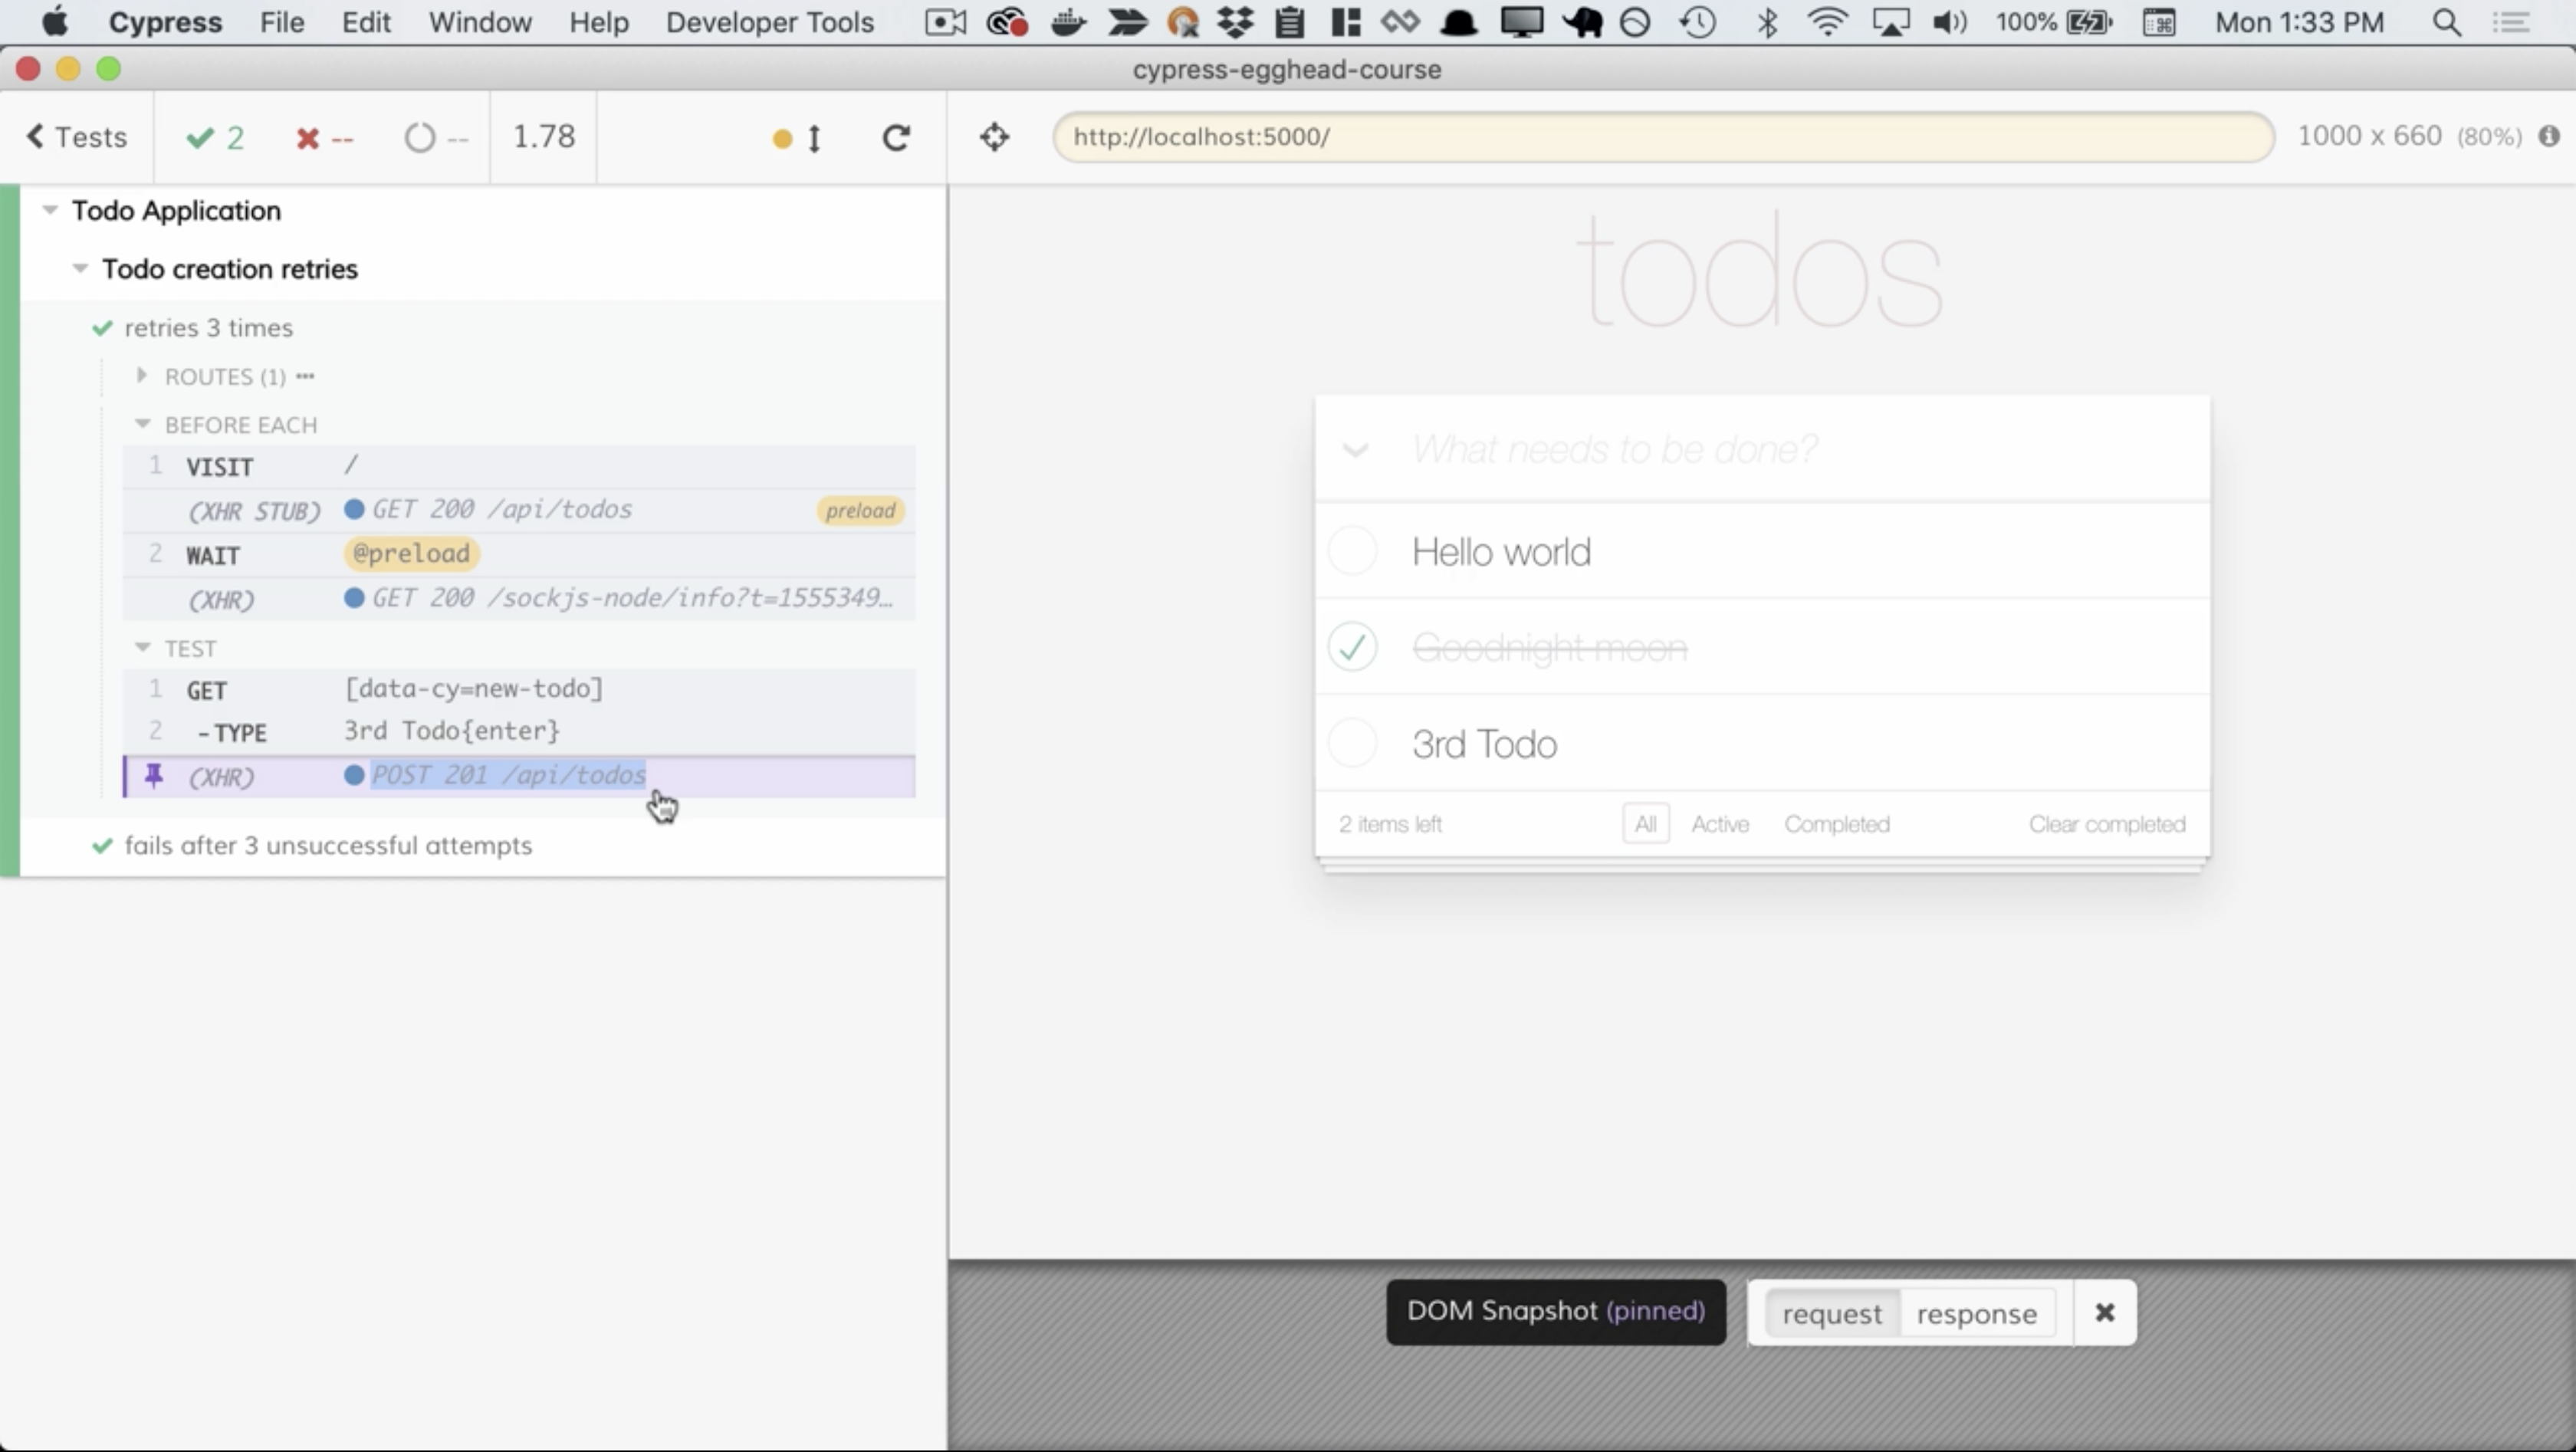 Cypress File Edit Window Help Developer Tools 100% Mon 1:33 PM
cypress-egghead-course
Tests 2 -- -- 1.78 http://localhost:5000/ 1000 x 660 (80%)
Todo Application
Todo creation retries
retries 3 times
ROUTES (1) •••
BEFORE EACH
1 VISIT /
(XHR STUB) GET 200 /api/todos preload
2 WAIT @preload
(XHR) GET 200 /sockjs-node/info?t=1555349…
TEST
1 GET [data-cy=new-todo]
2 -TYPE 3rd Todo{enter}
(XHR) POST 201 /api/todos
fails after 3 unsuccessful attempts
todos
What needs to be done?
Hello world
Goodnight moon
3rd Todo
2 items left All Active Completed Clear completed
DOM Snapshot (pinned) request response